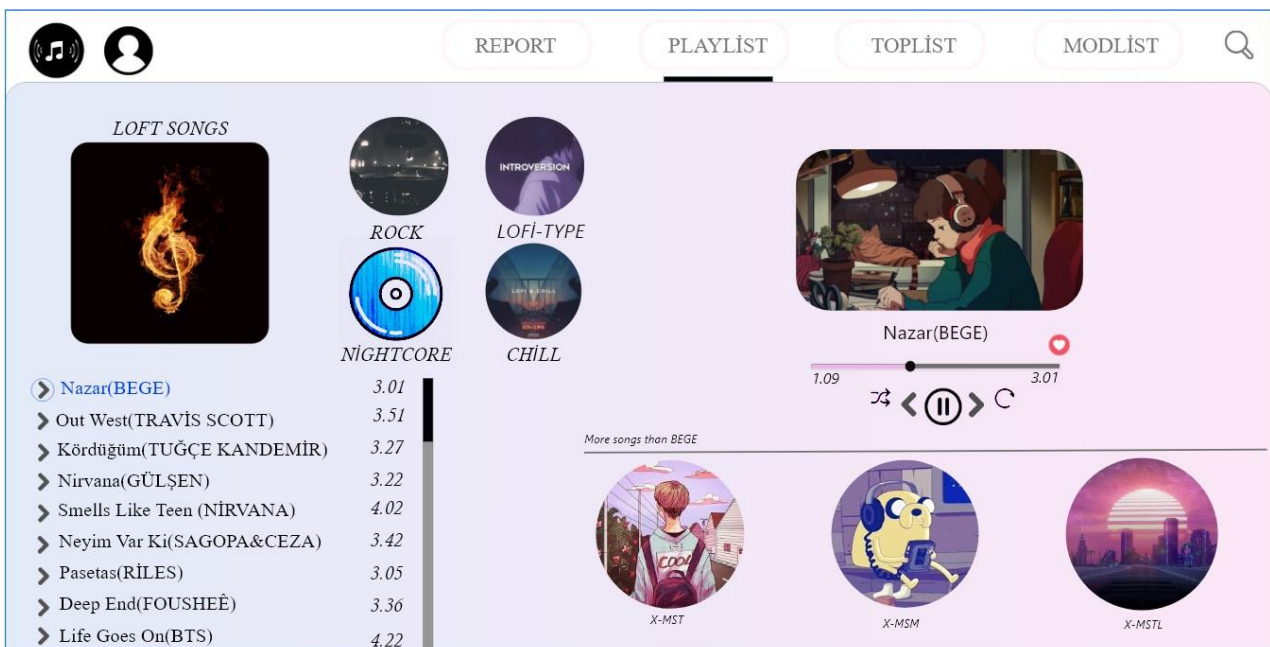 REPORT
PLAYLİST
TOPLİST
MODLİST
LOFT SONGS
INTROVERSION
ROCK
LOFİ-TYPE
LOFI & CHILL
NİGHTCORE
CHİLL
Nazar(BEGE) 3.01
Out West(TRAVİS SCOTT) 3.51
Kördüğüm(TUĞÇE KANDEMİR) 3.27
Nirvana(GÜLŞEN) 3.22
Smells Like Teen (NİRVANA) 4.02
Neyim Var Ki(SAGOPA&CEZA) 3.42
Pasetas(RİLES) 3.05
Deep End(FOUSHEÊ) 3.36
Life Goes On(BTS) 4.22
Nazar(BEGE)
1.09 3.01
More songs than BEGE
COOL
X-MST
X-MSM
X-MSTL